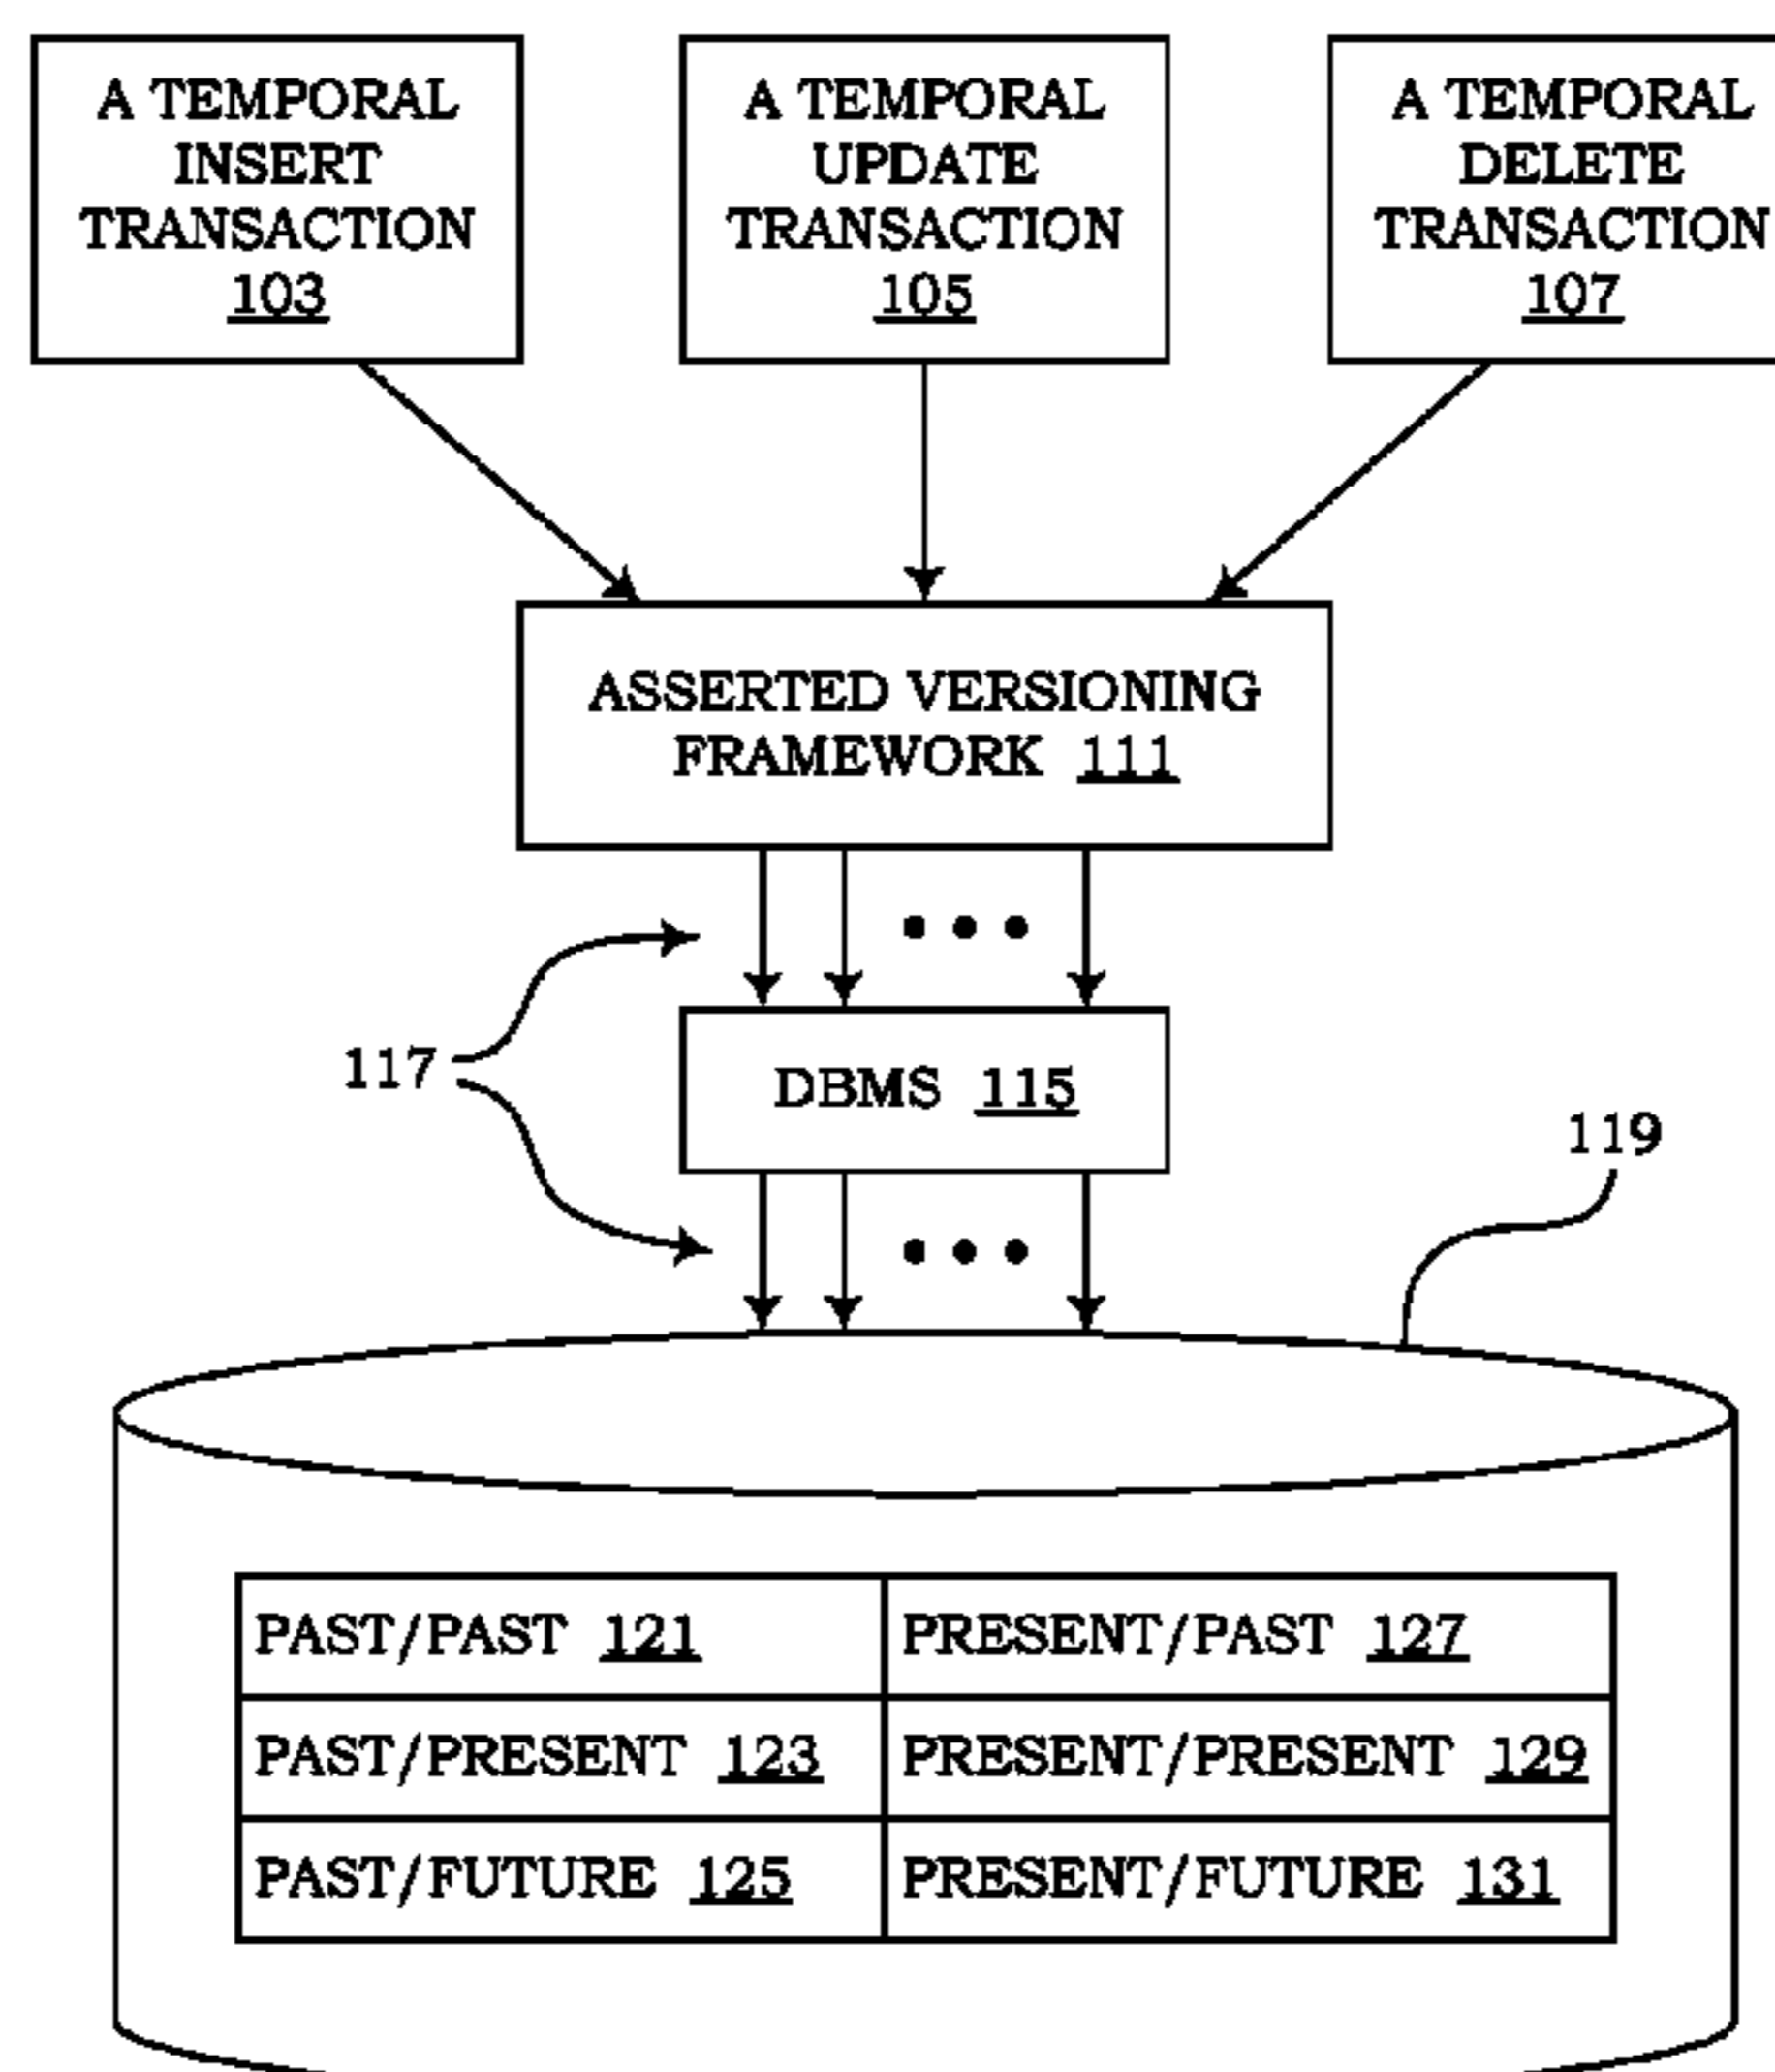 A TEMPORAL
INSERT
TRANSACTION
103
A TEMPORAL
UPDATE
TRANSACTION
105
A TEMPORAL
DELETE
TRANSACTION
107
ASSERTED VERSIONING
FRAMEWORK 111
117
DBMS 115
119
PAST/PAST 121
PRESENT/PAST 127
PAST/PRESENT 123
PRESENT/PRESENT 129
PAST/FUTURE 125
PRESENT/FUTURE 131